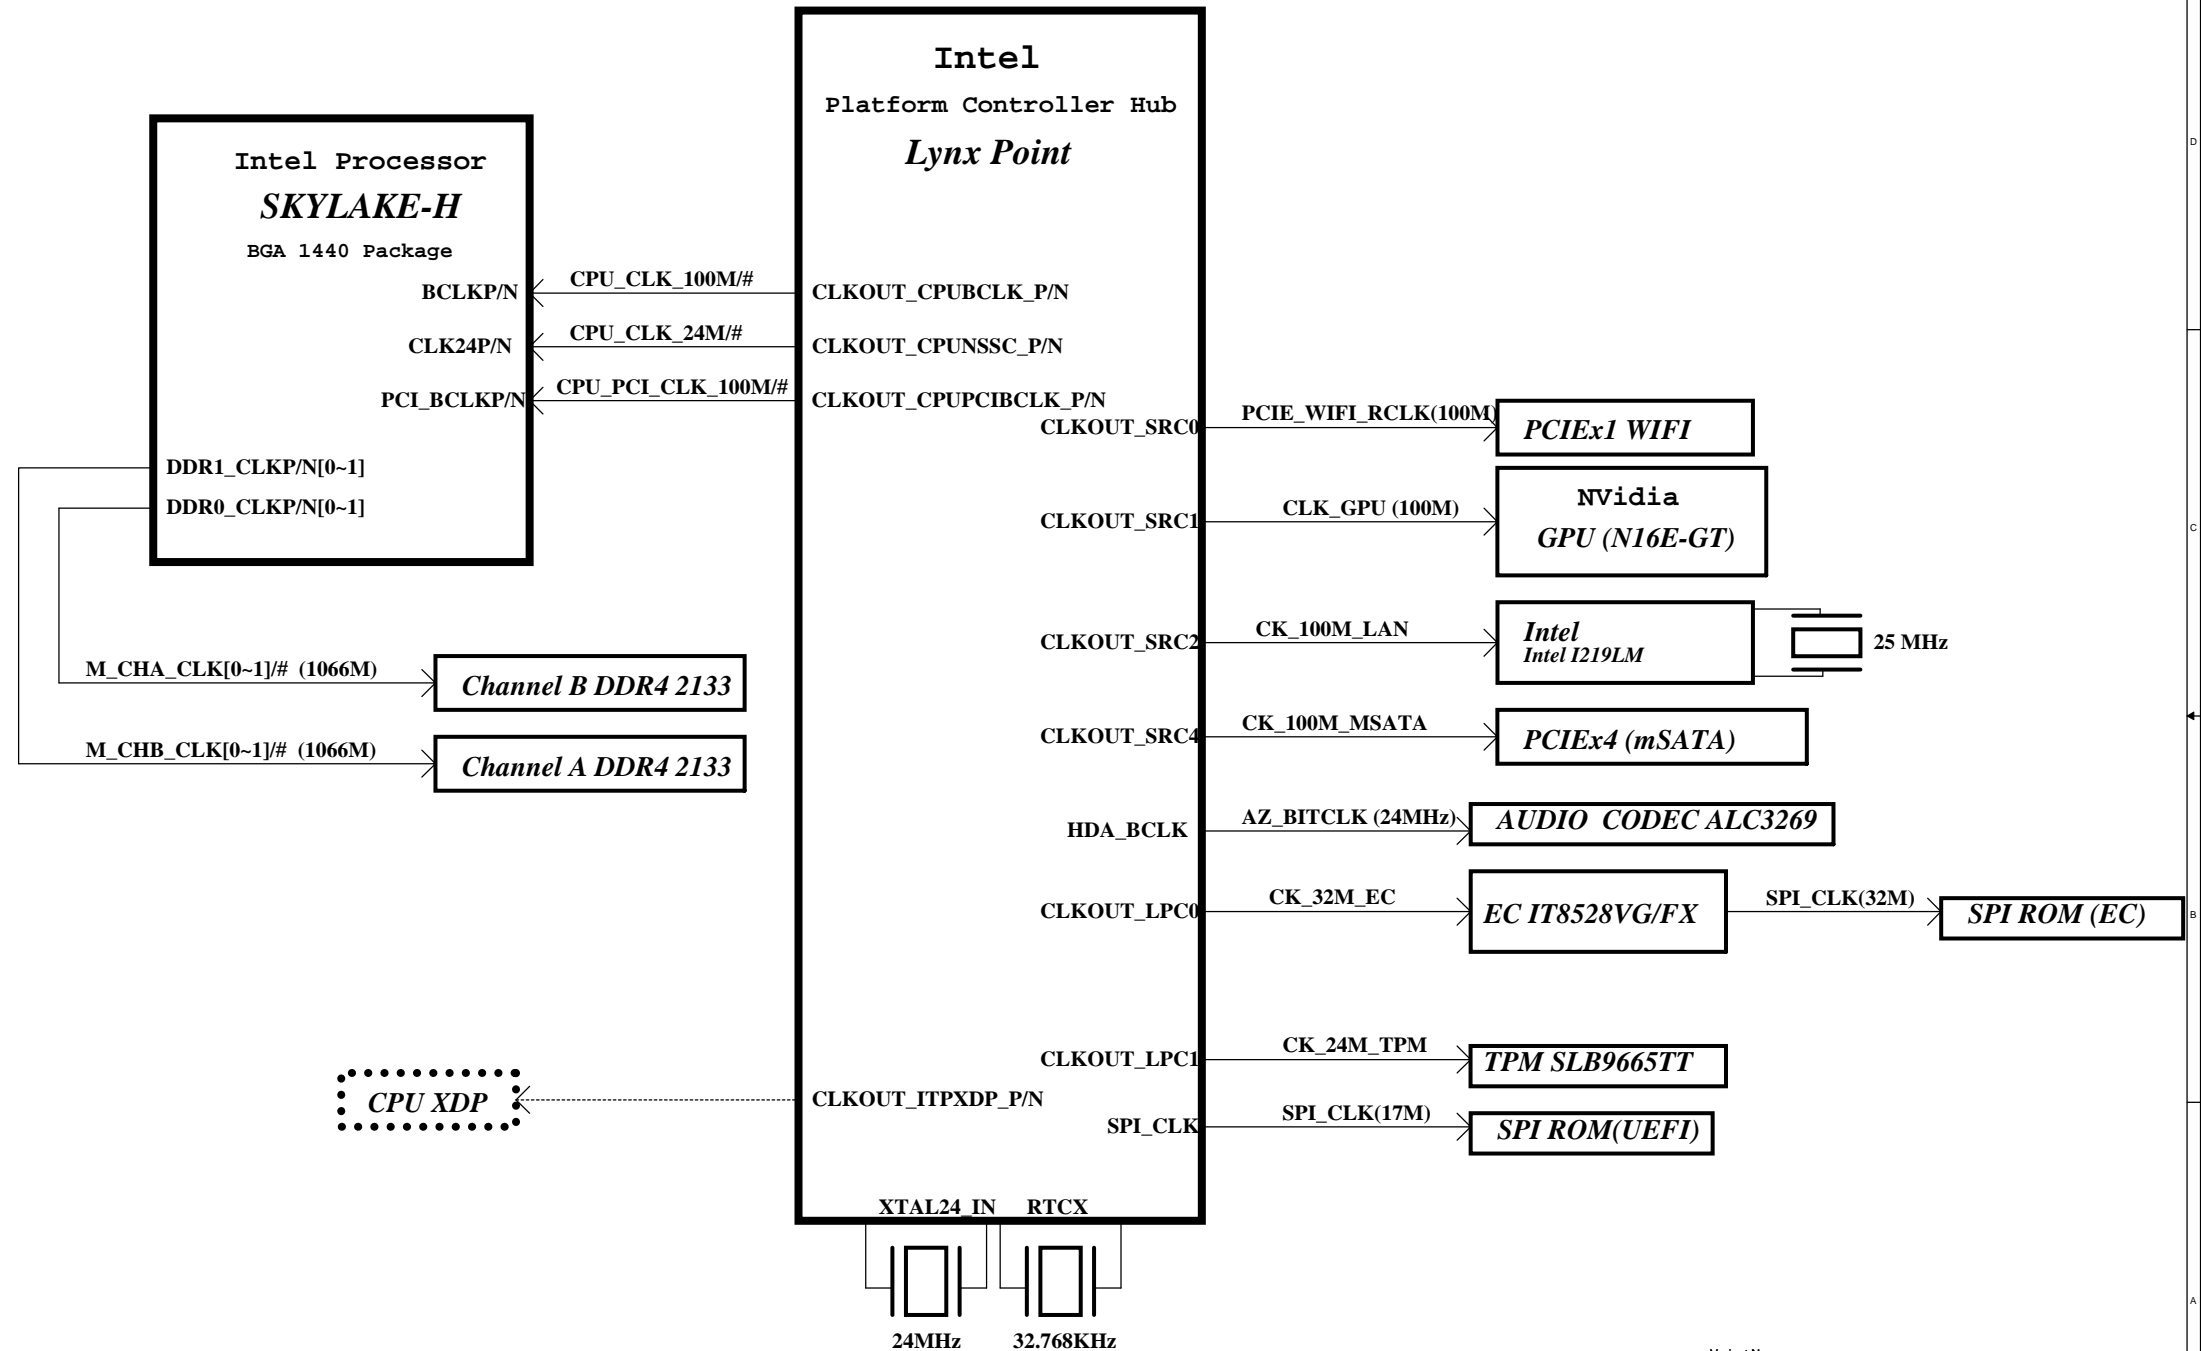 Intel
Platform Controller Hub
Lynx Point
Intel Processor
SKYLAKE-H
BGA 1440 Package
BCLKP/N
CPU_CLK_100M/#
CLKOUT_CPUBCLK_P/N
CLK24P/N
CPU_CLK_24M/#
CLKOUT_CPUNSSC_P/N
PCI_BCLKP/N
CPU_PCI_CLK_100M/#
CLKOUT_CPUPCIBCLK_P/N
DDR1_CLKP/N[0~1]
DDR0_CLKP/N[0~1]
M_CHA_CLK[0~1]/#  (1066M)
Channel B DDR4 2133
M_CHB_CLK[0~1]/#  (1066M)
Channel A DDR4 2133
CLKOUT_SRC0
PCIE_WIFI_RCLK(100M)
PCIEx1 WIFI
CLKOUT_SRC1
CLK_GPU (100M)
NVidia
GPU (N16E-GT)
CLKOUT_SRC2
CK_100M_LAN
Intel
Intel I219LM
25 MHz
CLKOUT_SRC4
CK_100M_MSATA
PCIEx4 (mSATA)
HDA_BCLK
AZ_BITCLK (24MHz)
AUDIO  CODEC ALC3269
CLKOUT_LPC0
CK_32M_EC
EC IT8528VG/FX
SPI_CLK(32M)
SPI ROM (EC)
CLKOUT_LPC1
CK_24M_TPM
TPM SLB9665TT
CPU XDP
CLKOUT_ITPXDP_P/N
SPI_CLK
SPI_CLK(17M)
SPI ROM(UEFI)
XTAL24_IN
RTCX
24MHz
32.768KHz
D
C
B
A